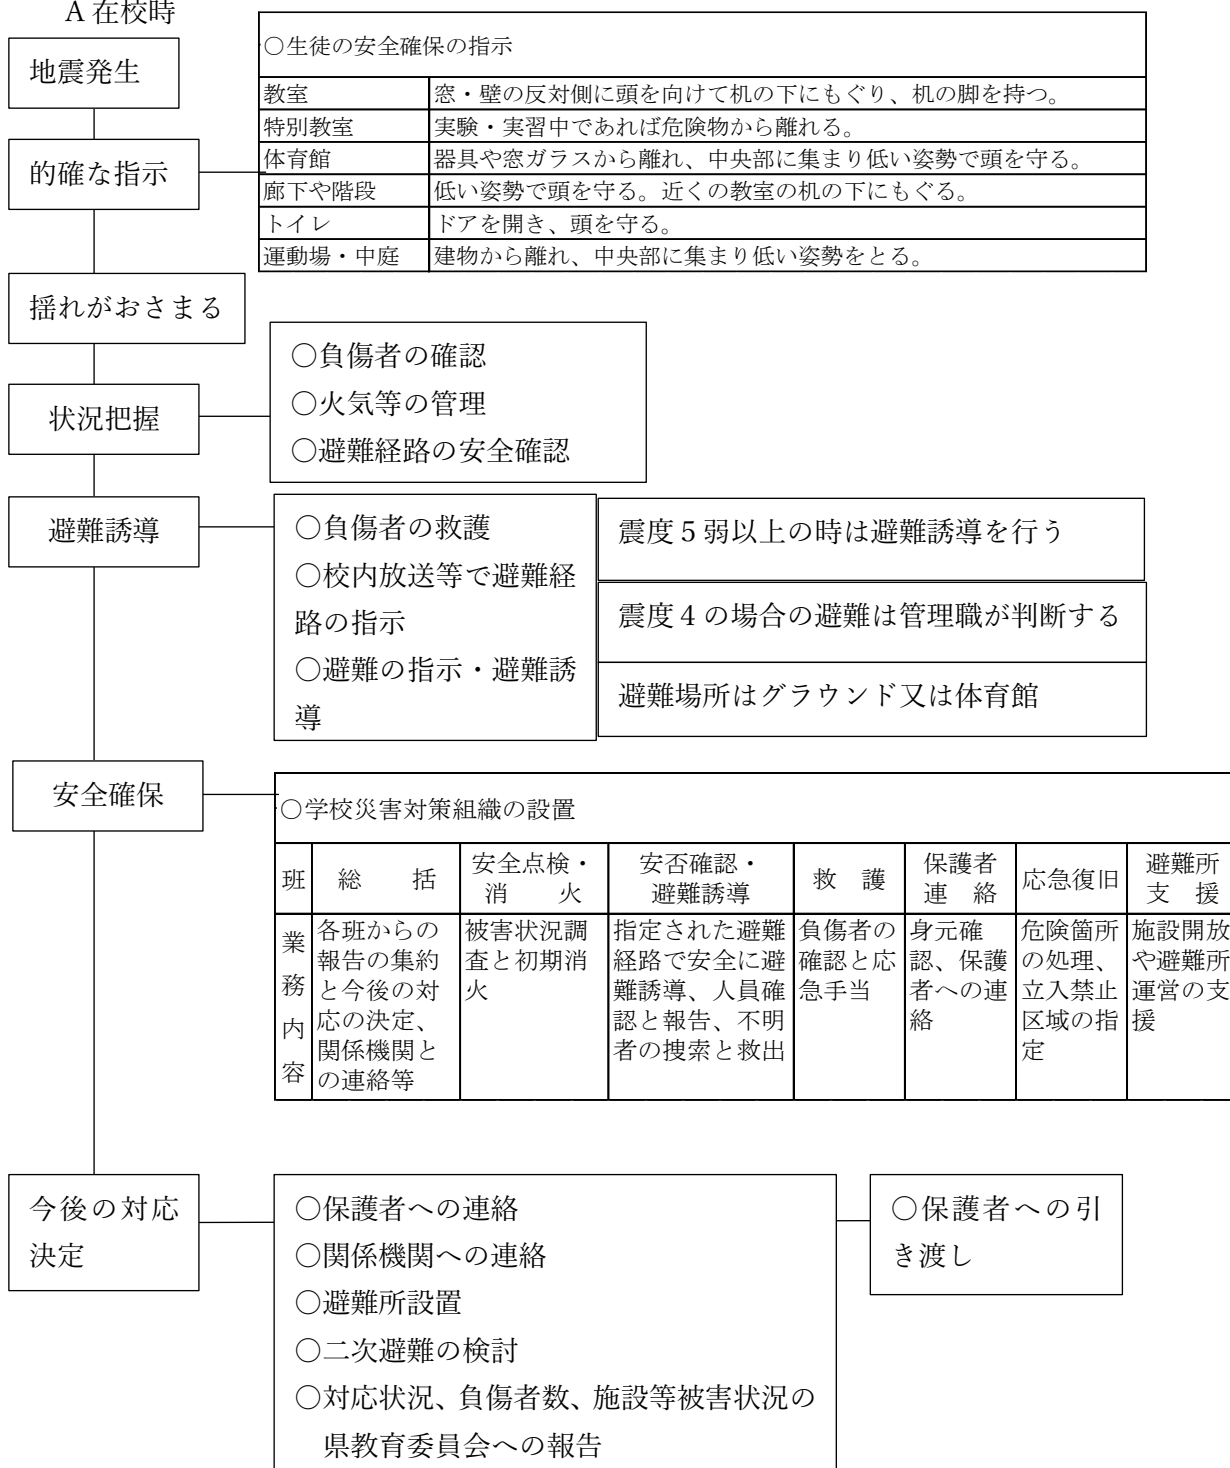 A 在校時
地震発生
○生徒の安全確保の指示
教室 窓・壁の反対側に頭を向けて机の下にもぐり、机の脚を持つ。
特別教室 実験・実習中であれば危険物から離れる。
的確な指示
体育館 器具や窓ガラスから離れ、中央部に集まり低い姿勢で頭を守る。
廊下や階段 低い姿勢で頭を守る。近くの教室の机の下にもぐる。
トイレ ドアを開き、頭を守る。
運動場・中庭 建物から離れ、中央部に集まり低い姿勢をとる。
揺れがおさまる
状況把握
○負傷者の確認
○火気等の管理
○避難経路の安全確認
避難誘導
○負傷者の救護
○校内放送等で避難経
路の指示
○避難の指示・避難誘
導
震度5弱以上の時は避難誘導を行う
震度4の場合の避難は管理職が判断する
避難場所はグラウンド又は体育館
安全確保
○学校災害対策組織の設置
班
総 括
安全点検・
消 火
安否確認・
避難誘導
救 護
保護者
連 絡
応急復旧
避難所
支 援
業
務
内
容
各班からの
報告の集約
と今後の対
応の決定、
関係機関と
の連絡等
被害状況調
査と初期消
火
指定された避難
経路で安全に避
難誘導、人員確
認と報告、不明
者の捜索と救出
負傷者の
確認と応
急手当
身元確
認、保護
者への連
絡
危険箇所
の処理、
立入禁止
区域の指
定
施設開放
や避難所
運営の支
援
今後の対応
決定
○保護者への連絡
○関係機関への連絡
○避難所設置
○二次避難の検討
○対応状況、負傷者数、施設等被害状況の
県教育委員会への報告
○保護者への引
き渡し